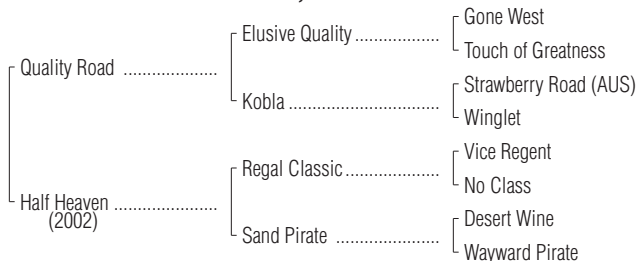 Gone West
Elusive Quality ....................
Touch of Greatness
Quality Road .....................
Strawberry Road (AUS)
Kobla ....................................
Winglet
Vice Regent
Regal Classic ......................
No Class
Half Heaven .......................
(2002)
Desert Wine
Sand Pirate ........................
Wayward Pirate